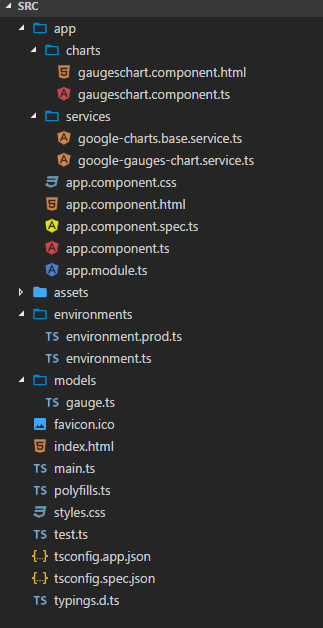 SRC
app
charts
gaugeschart.component.html
gaugeschart.component.ts
services
google-charts.base.service.ts
google-gauges-chart.service.ts
app.component.css
app.component.html
app.component.spec.ts
app.component.ts
app.module.ts
assets
environments
TS environment.prod.ts
TS environment.ts
models
TS gauge.ts
favicon.ico
index.html
TS main.ts
TS polyfills.ts
styles.css
TS test.ts
{..} tsconfig.app.json
{..} tsconfig.spec.json
TS typings.d.ts